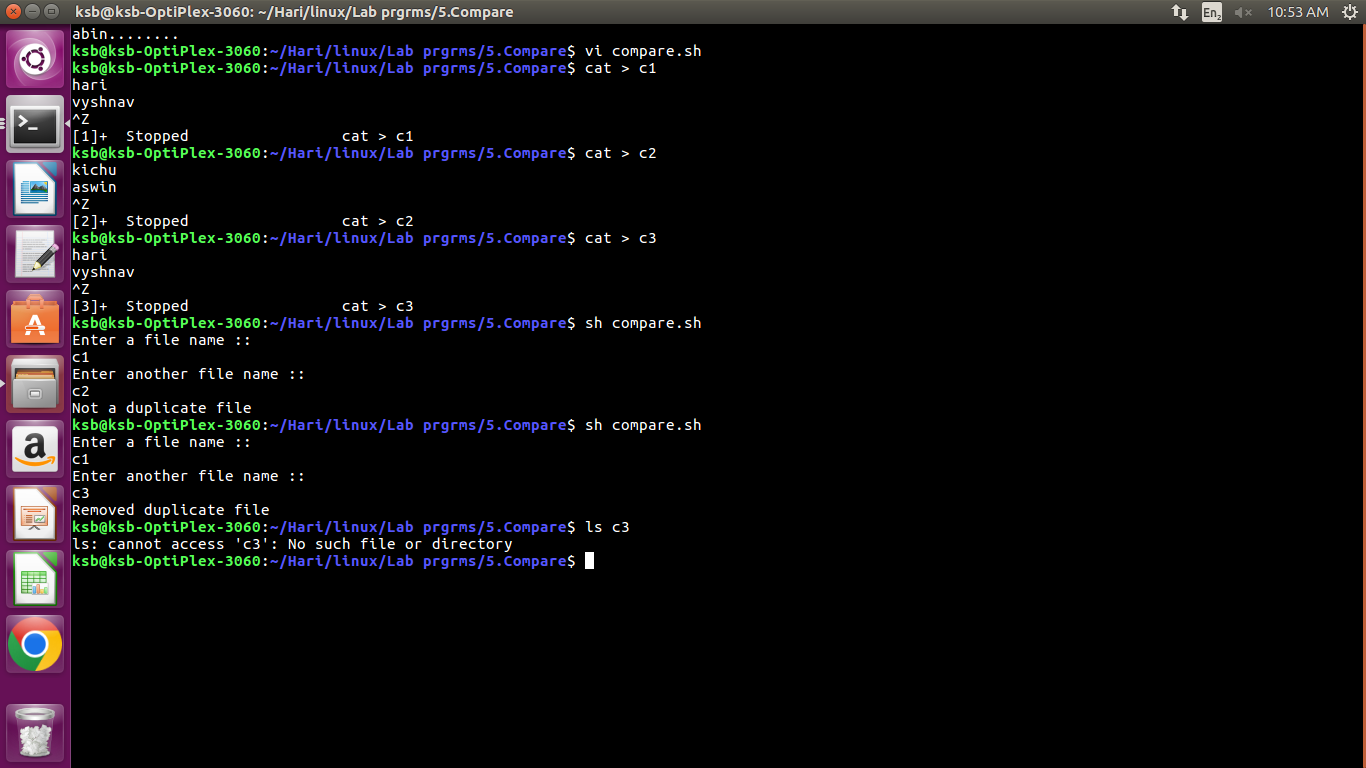 ksb@ksb-OptiPlex-3060: ~/Hari/linux/Lab prgrms/5.Compare
En2
10:53 AM
abin........
ksb@ksb-OptiPlex-3060:~/Hari/linux/Lab prgrms/5.Compare$ vi compare.sh
ksb@ksb-OptiPlex-3060:~/Hari/linux/Lab prgrms/5.Compare$ cat > c1
hari
vyshnav
^Z
[1]+  Stopped                 cat > c1
ksb@ksb-OptiPlex-3060:~/Hari/linux/Lab prgrms/5.Compare$ cat > c2
kichu
aswin
^Z
[2]+  Stopped                 cat > c2
ksb@ksb-OptiPlex-3060:~/Hari/linux/Lab prgrms/5.Compare$ cat > c3
hari
vyshnav
^Z
[3]+  Stopped                 cat > c3
ksb@ksb-OptiPlex-3060:~/Hari/linux/Lab prgrms/5.Compare$ sh compare.sh
Enter a file name ::
c1
Enter another file name ::
c2
Not a duplicate file
ksb@ksb-OptiPlex-3060:~/Hari/linux/Lab prgrms/5.Compare$ sh compare.sh
Enter a file name ::
c1
Enter another file name ::
c3
Removed duplicate file
ksb@ksb-OptiPlex-3060:~/Hari/linux/Lab prgrms/5.Compare$ ls c3
ls: cannot access 'c3': No such file or directory
ksb@ksb-OptiPlex-3060:~/Hari/linux/Lab prgrms/5.Compare$